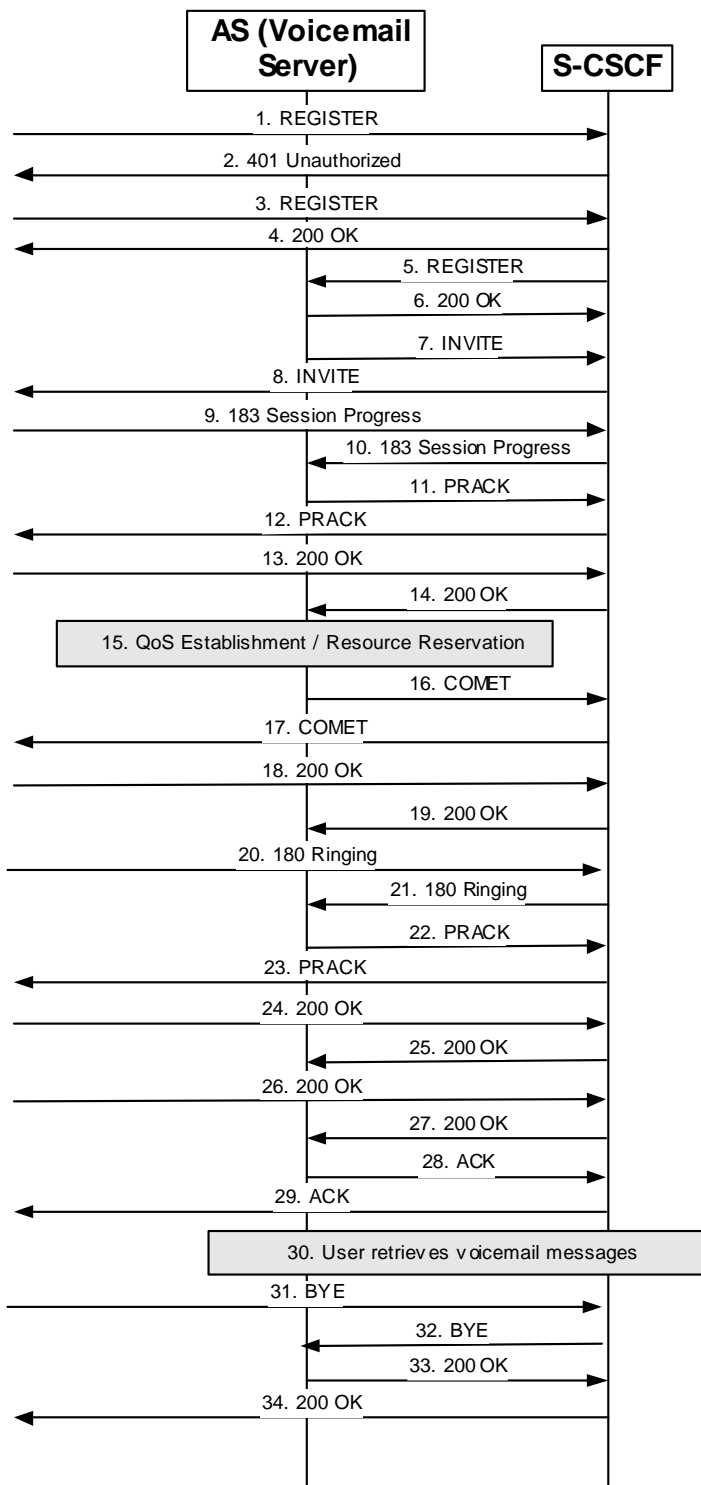 AS (Voicemail
Server)
S-CSCF
1. REGISTER
2. 401 Unauthorized
3. REGISTER
4. 200 OK
5. REGISTER
6. 200 OK
7. INVITE
8. INVITE
9. 183 Session Progress
10. 183 Session Progress
11. PRACK
12. PRACK
13. 200 OK
14. 200 OK
15. QoS Establishment / Resource Reservation
16. COMET
17. COMET
18. 200 OK
19. 200 OK
20. 180 Ringing
21. 180 Ringing
22. PRACK
23. PRACK
24. 200 OK
25. 200 OK
26. 200 OK
27. 200 OK
28. ACK
29. ACK
30. User retrieves voicemail messages
31. BYE
32. BYE
33. 200 OK
34. 200 OK